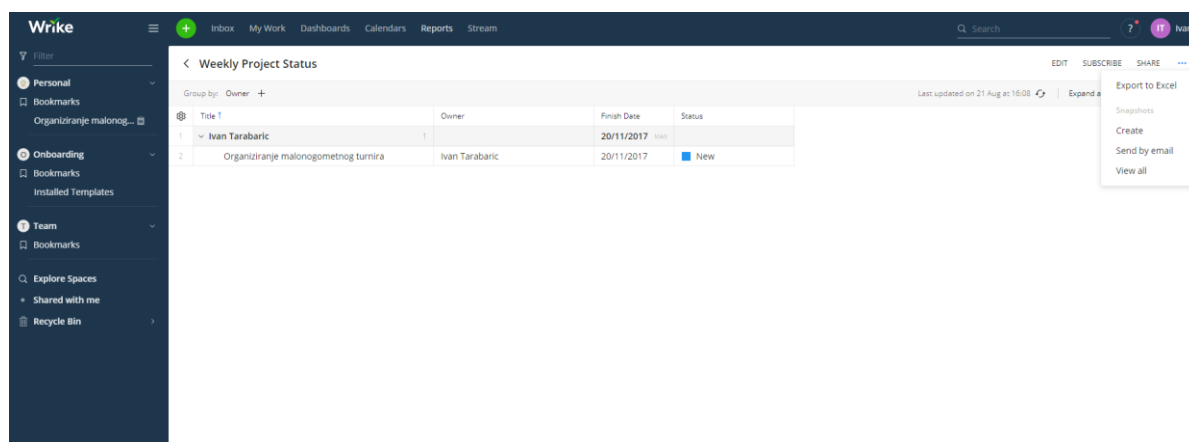 Wrike
Inbox My Work Dashboards Calendars Reports Stream
Search
? IT Ivan
Filter
Personal
Bookmarks
Organiziranje malonog...
Onboarding
Bookmarks
Installed Templates
T Team
Bookmarks
Explore Spaces
Shared with me
Recycle Bin
Weekly Project Status
EDIT SUBSCRIBE SHARE ...
Group by: Owner +
Last updated on 21 Aug at 16:08 Expand a
Title Owner Finish Date Status
1 Ivan Tarabaric 1 20/11/2017 MAX
2 Organiziranje malonogometnog turnira Ivan Tarabaric 20/11/2017 New
Export to Excel
Snapshots
Create
Send by email
View all